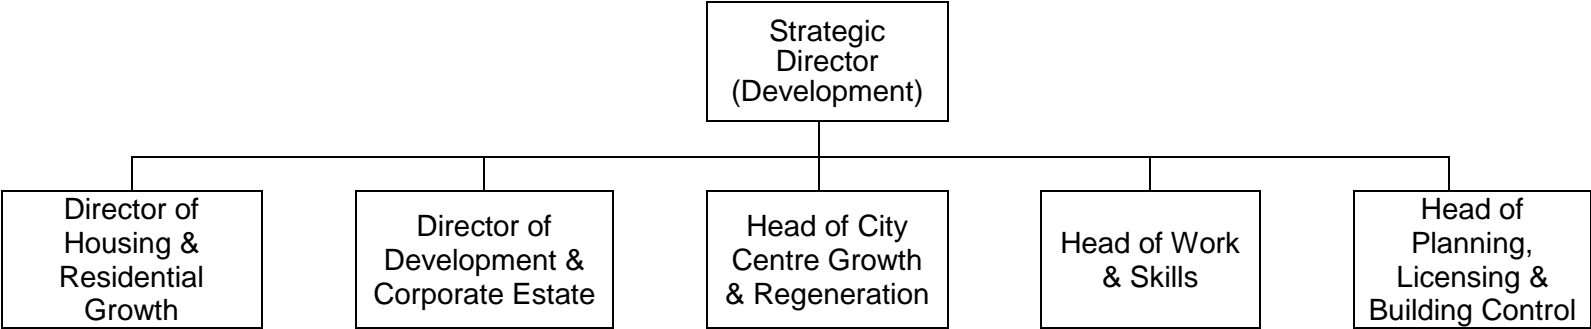 Strategic
Director
(Development)
Director of
Housing &
Residential
Growth
Director of
Development &
Corporate Estate
Head of City
Centre Growth
& Regeneration
Head of Work
& Skills
Head of
Planning,
Licensing &
Building Control